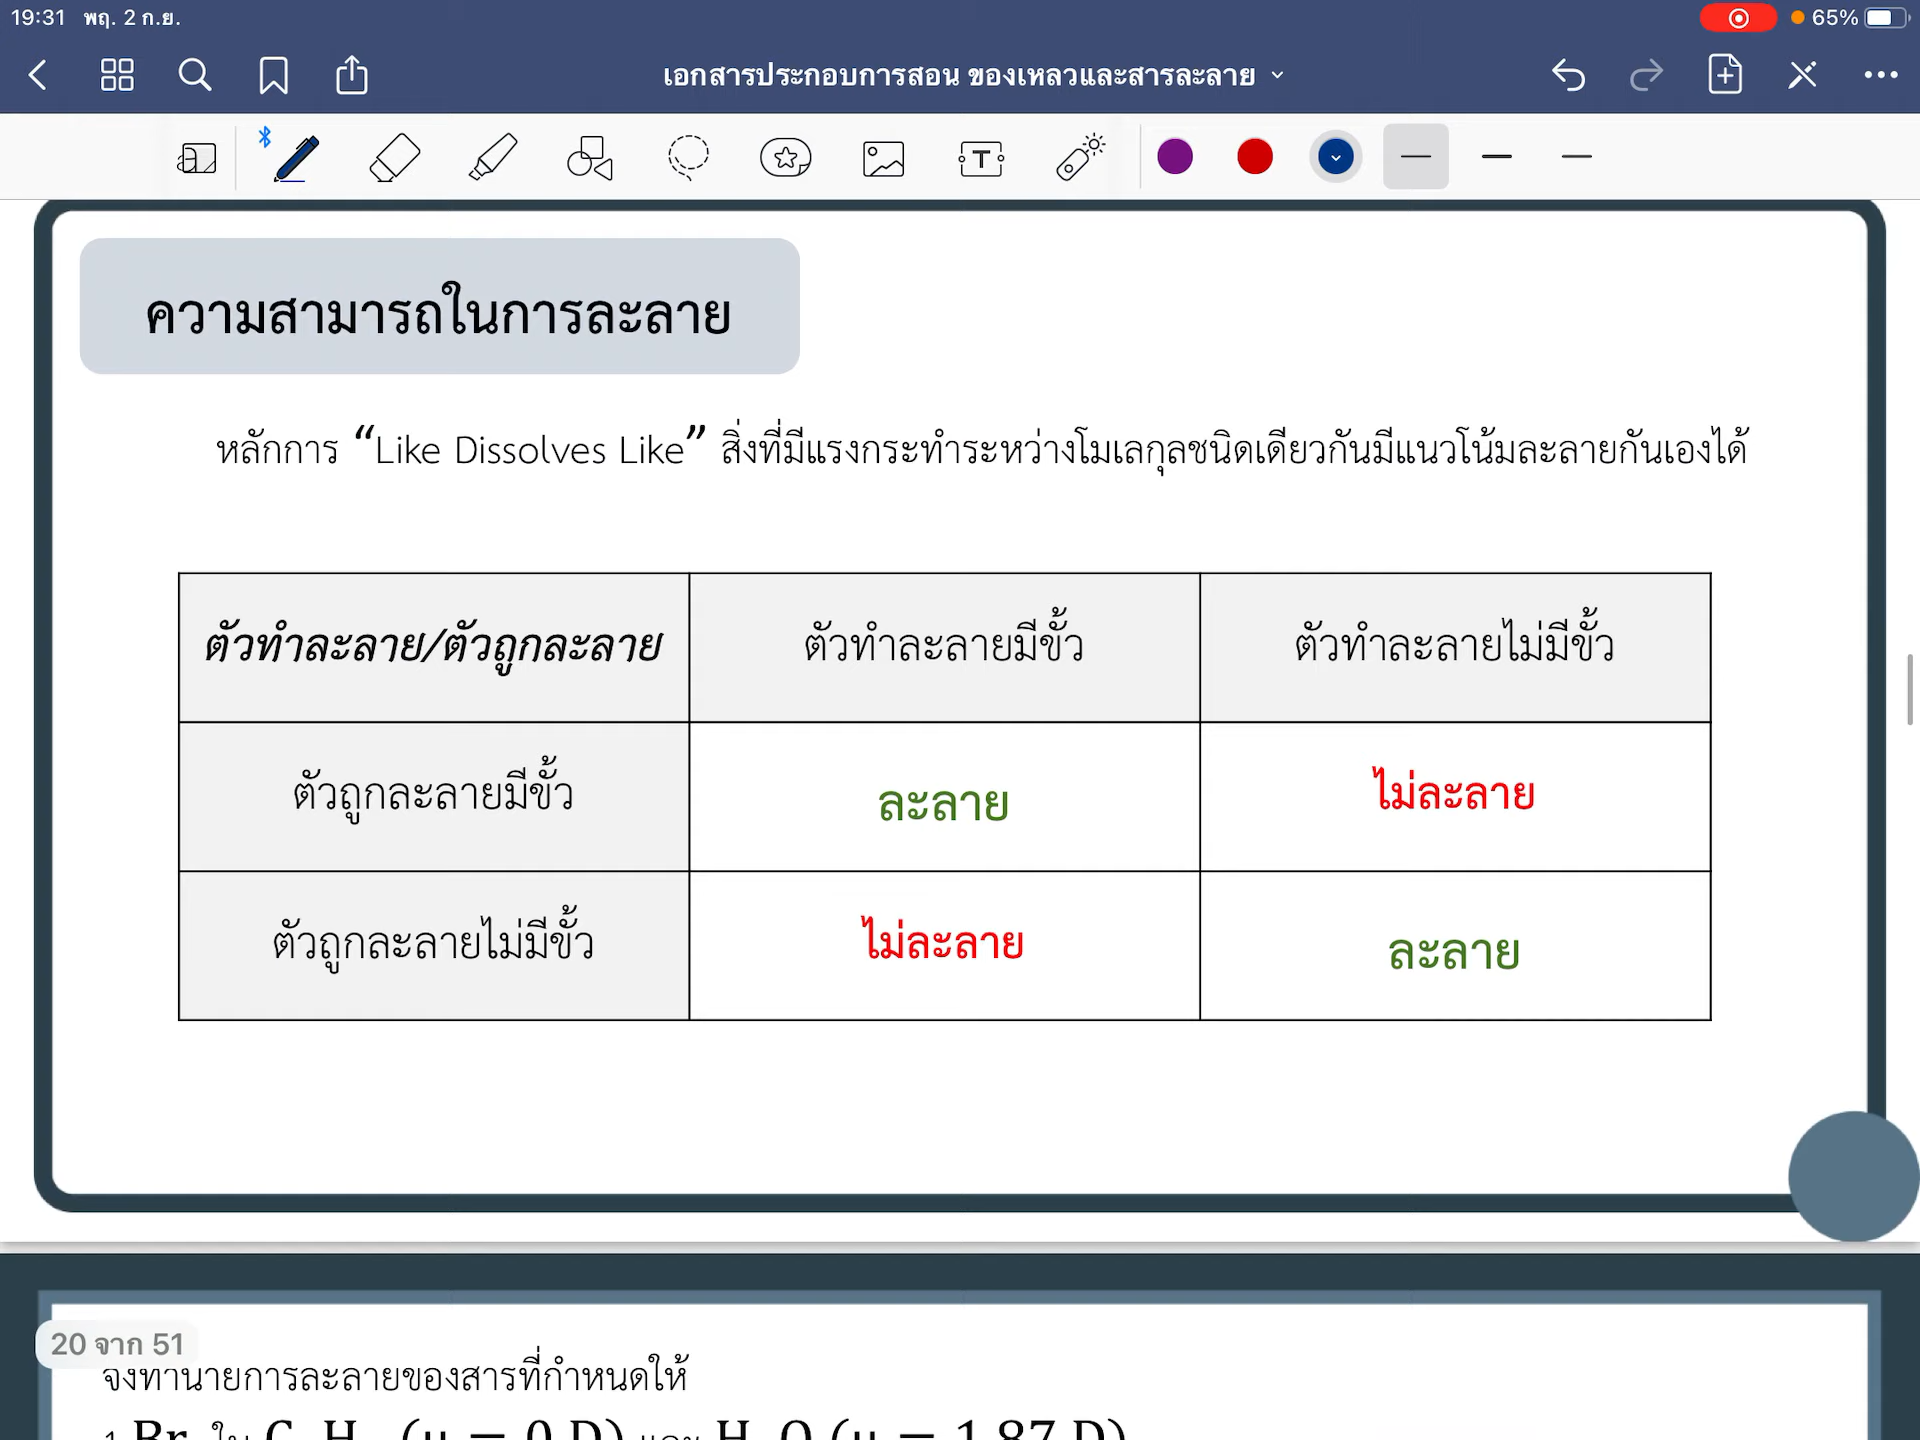 19:31 พฤ. 2 ก.ย.
65%
เอกสารประกอบการสอน ของเหลวและสารละลาย
ความสามารถในการละลาย
หลักการ “Like Dissolves Like” สิ่งที่มีแรงกระทำระหว่างโมเลกุลชนิดเดียวกันมีแนวโน้มละลายกันเองได้
ตัวทำละลาย/ตัวถูกละลาย ตัวทำละลายมีขั้ว ตัวทำละลายไม่มีขั้ว
ตัวถูกละลายมีขั้ว ละลาย ไม่ละลาย
ตัวถูกละลายไม่มีขั้ว ไม่ละลาย ละลาย
20 จาก 51
จงทำนายการละลายของสารที่กำหนดให้
1. Br ใน C H (μ = 0 D) และ H O (μ = 1.87 D)